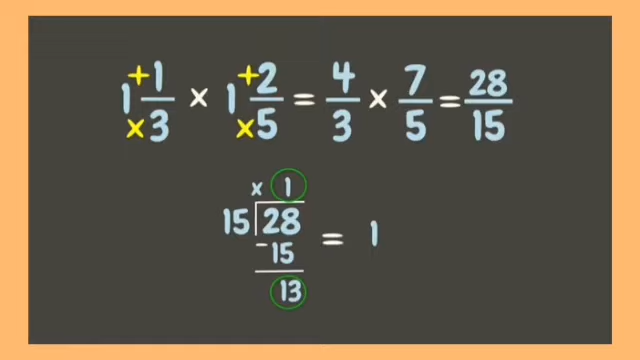 1 + 1/× 3 × 1 + 2/× 5 = 4/3 × 7/5 = 28/15
× 1
15 28 = 1
- 15
13